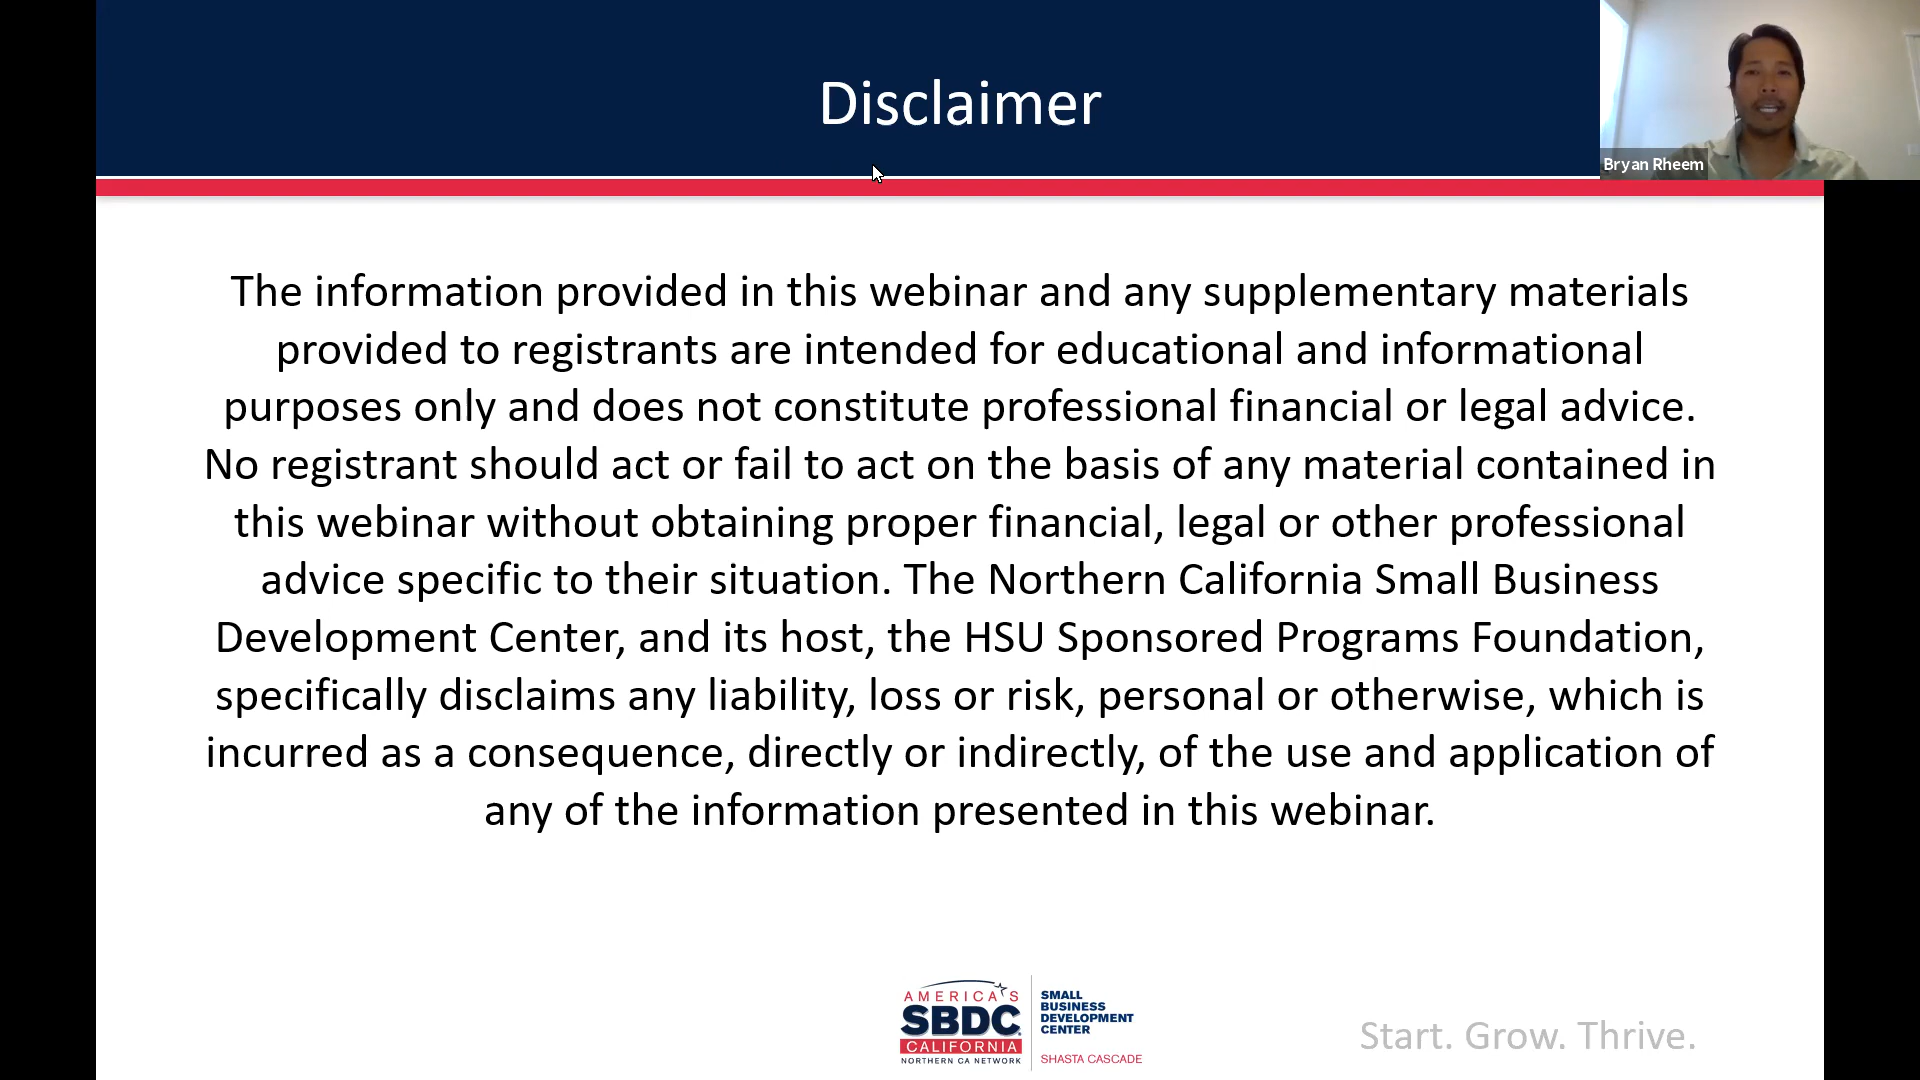 Disclaimer
Bryan Rheem
The information provided in this webinar and any supplementary materials
provided to registrants are intended for educational and informational
purposes only and does not constitute professional financial or legal advice.
No registrant should act or fail to act on the basis of any material contained in
this webinar without obtaining proper financial, legal or other professional
advice specific to their situation. The Northern California Small Business
Development Center, and its host, the HSU Sponsored Programs Foundation,
specifically disclaims any liability, loss or risk, personal or otherwise, which is
incurred as a consequence, directly or indirectly, of the use and application of
any of the information presented in this webinar.
AMERICA'S
SBDC
CALIFORNIA
NORTHERN CA NETWORK
SMALL
BUSINESS
DEVELOPMENT
CENTER
SHASTA CASCADE
Start. Grow. Thrive.